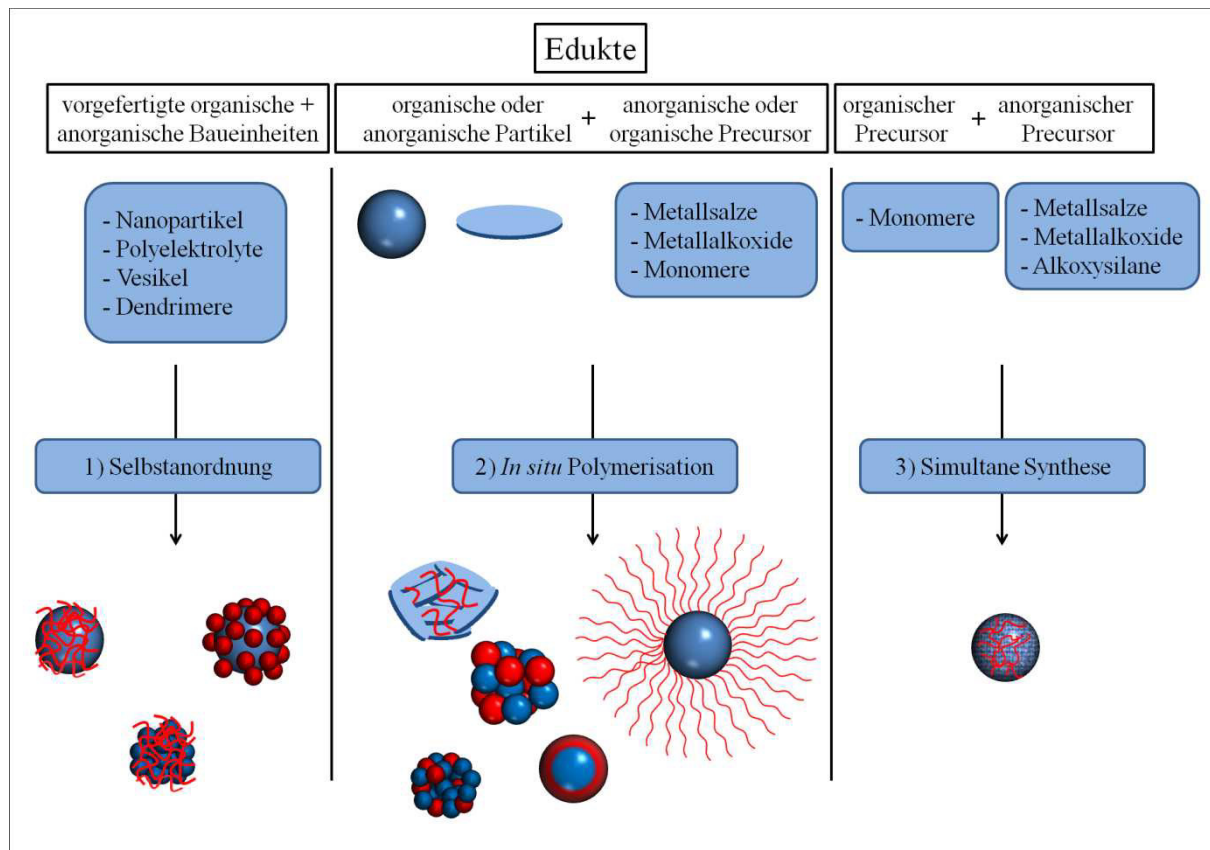 Edukte
vorgefertigte organische +
anorganische Baueinheiten
organische oder
anorganische Partikel
+
anorganische oder
organische Precursor
organischer
Precursor
+
anorganischer
Precursor
- Nanopartikel
- Polyelektrolyte
- Vesikel
- Dendrimere
- Metallsalze
- Metallalkoxide
- Monomere
- Monomere
- Metallsalze
- Metallalkoxide
- Alkoxysilane
1) Selbstanordnung
2) In situ Polymerisation
3) Simultane Synthese